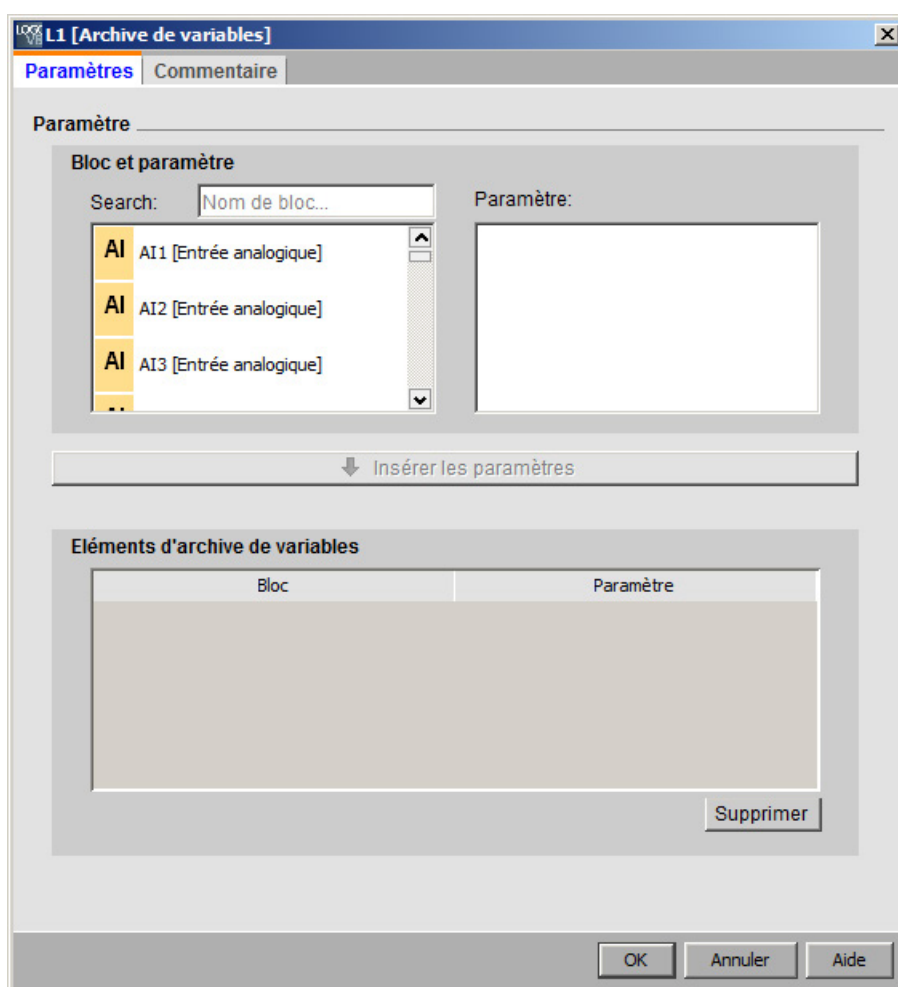 L1 [Archive de variables]
Paramètres Commentaire
Paramètre
Bloc et paramètre
Search: Nom de bloc... Paramètre:
AI AI1 [Entrée analogique]
AI AI2 [Entrée analogique]
AI AI3 [Entrée analogique]
Insérer les paramètres
Eléments d'archive de variables
Bloc Paramètre
Supprimer
OK Annuler Aide